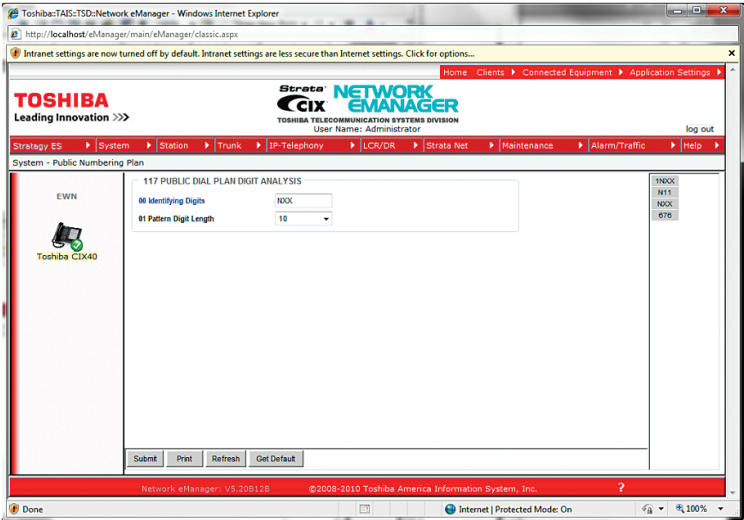 Toshiba::TAIS::TSD::Network eManager - Windows Internet Explorer
http://localhost/eManager/main/eManager/classic.aspx
Intranet settings are now turned off by default. Intranet settings are less secure than Internet settings. Click for options...
Home Clients Connected Equipment Application Settings
TOSHIBA
Leading Innovation >>>
Strata CIX NETWORK EMANAGER
TOSHIBA TELECOMMUNICATION SYSTEMS DIVISION
User Name: Administrator
log out
Stratagy ES System Station Trunk IP-Telephony LCR/DR Strata Net Maintenance Alarm/Traffic Help
System - Public Numbering Plan
EWN
Toshiba CIX40
117 PUBLIC DIAL PLAN DIGIT ANALYSIS
00 Identifying Digits NXX
01 Pattern Digit Length 10
1NXX
N11
NXX
676
Submit Print Refresh Get Default
Network eManager: V5.20B12B ©2008-2010 Toshiba America Information System, Inc. ?
Done Internet | Protected Mode: On 100%